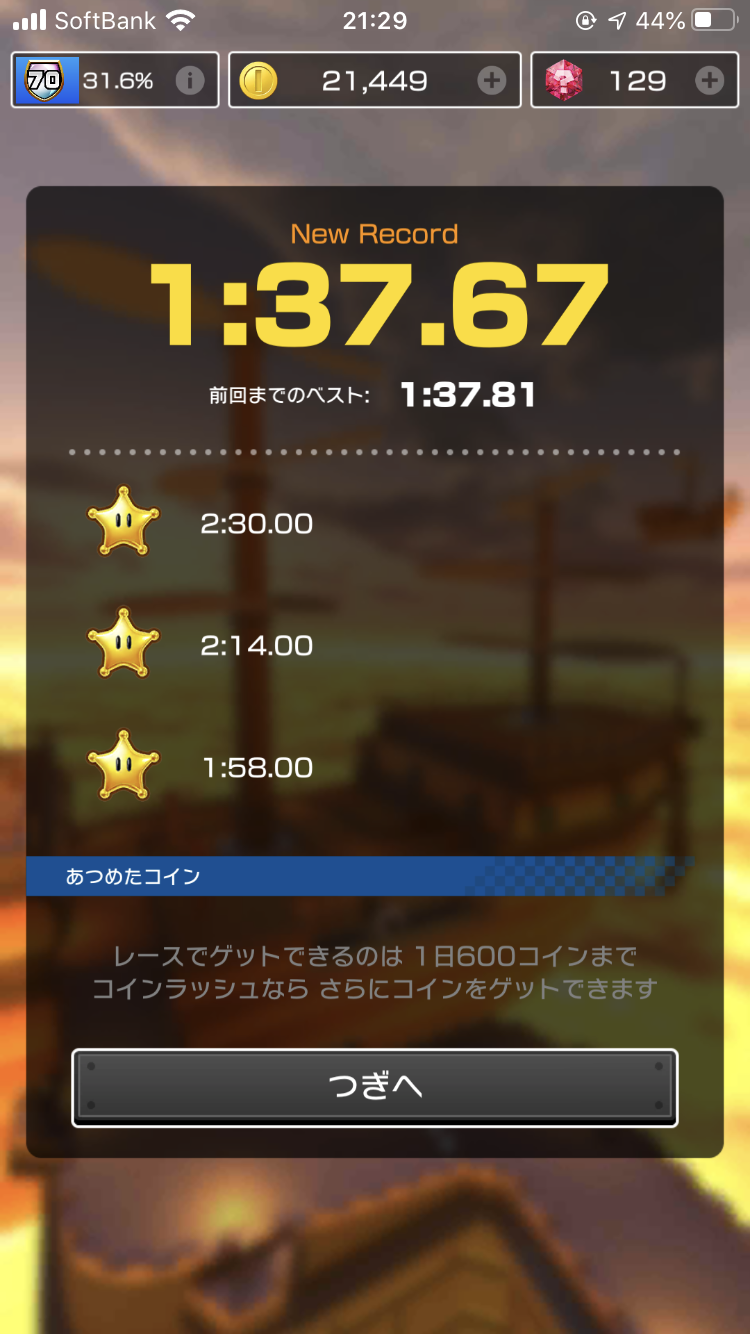 SoftBank 21:29 44%
70 31.6% 21,449 129
New Record
1:37.67
前回までのベスト: 1:37.81
2:30.00
2:14.00
1:58.00
あつめたコイン
レースでゲットできるのは 1日600コインまで
コインラッシュなら さらにコインをゲットできます
つぎへ